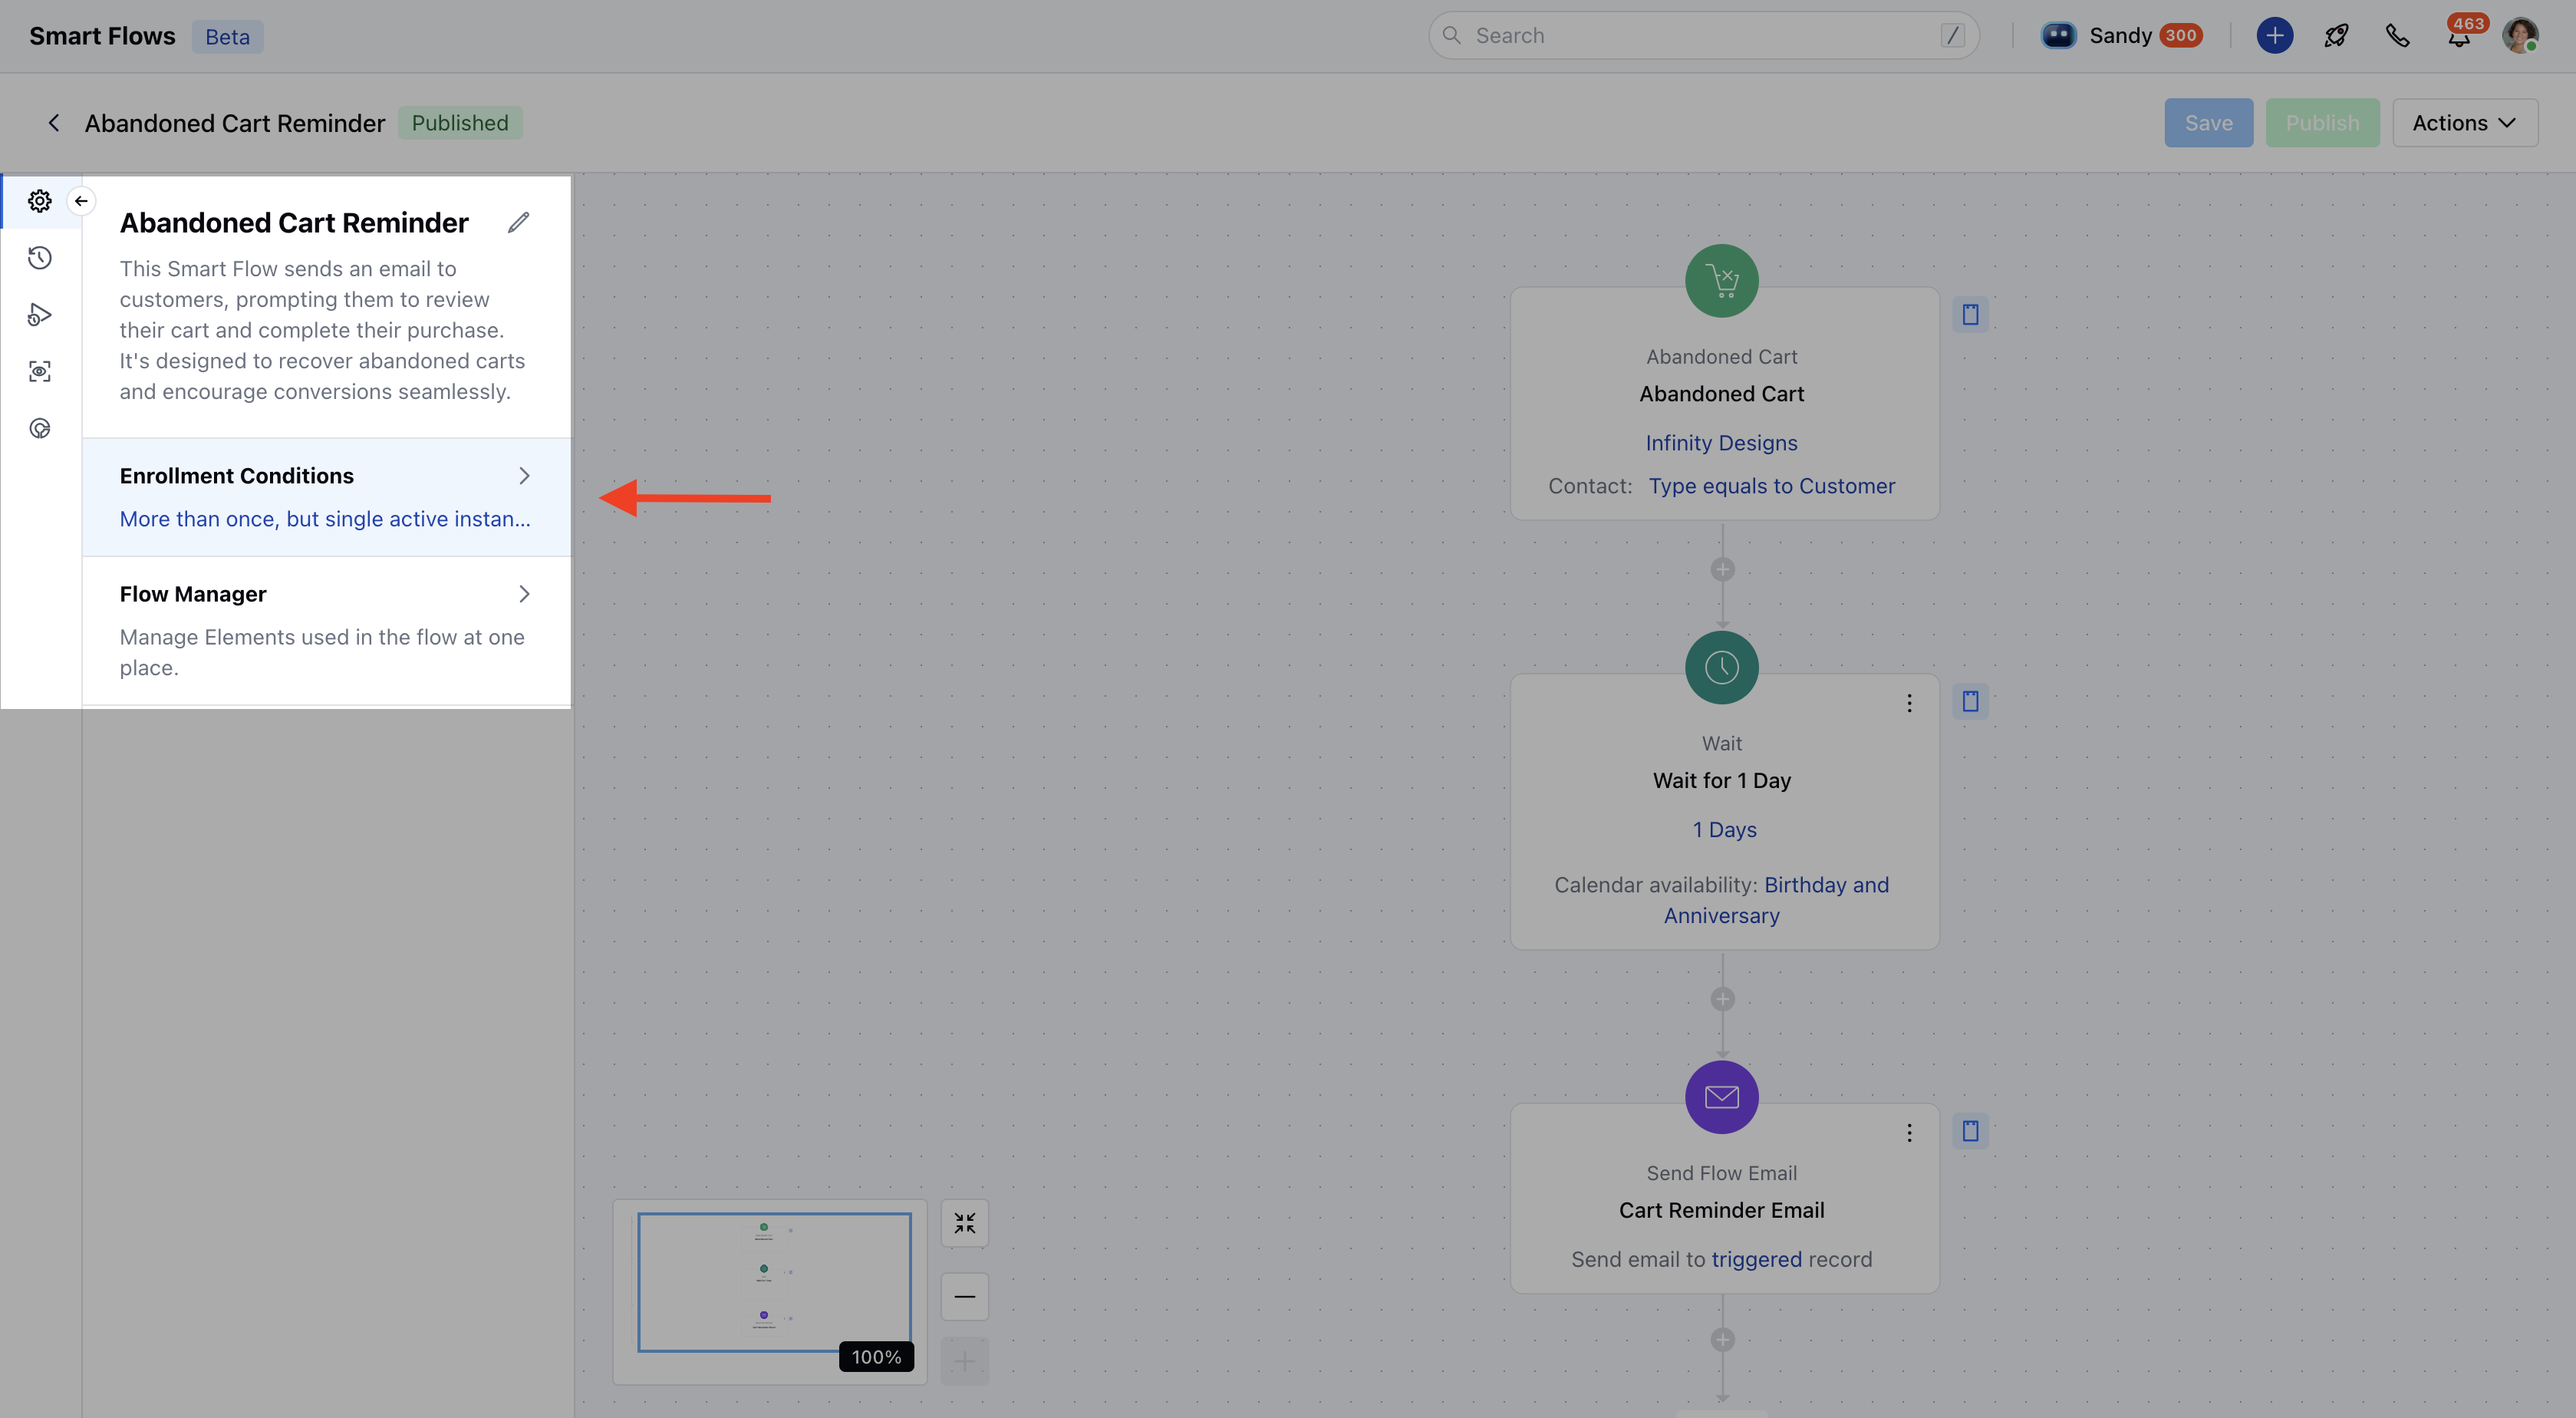 Smart Flows Beta
Search /
Sandy 300
463
Abandoned Cart Reminder Published
Save Publish Actions
Abandoned Cart Reminder
This Smart Flow sends an email to
customers, prompting them to review
their cart and complete their purchase.
It's designed to recover abandoned carts
and encourage conversions seamlessly.
Enrollment Conditions
More than once, but single active instan...
Flow Manager
Manage Elements used in the flow at one
place.
Abandoned Cart
Abandoned Cart
Infinity Designs
Contact: Type equals to Customer
Wait
Wait for 1 Day
1 Days
Calendar availability: Birthday and
Anniversary
Send Flow Email
Cart Reminder Email
Send email to triggered record
100%